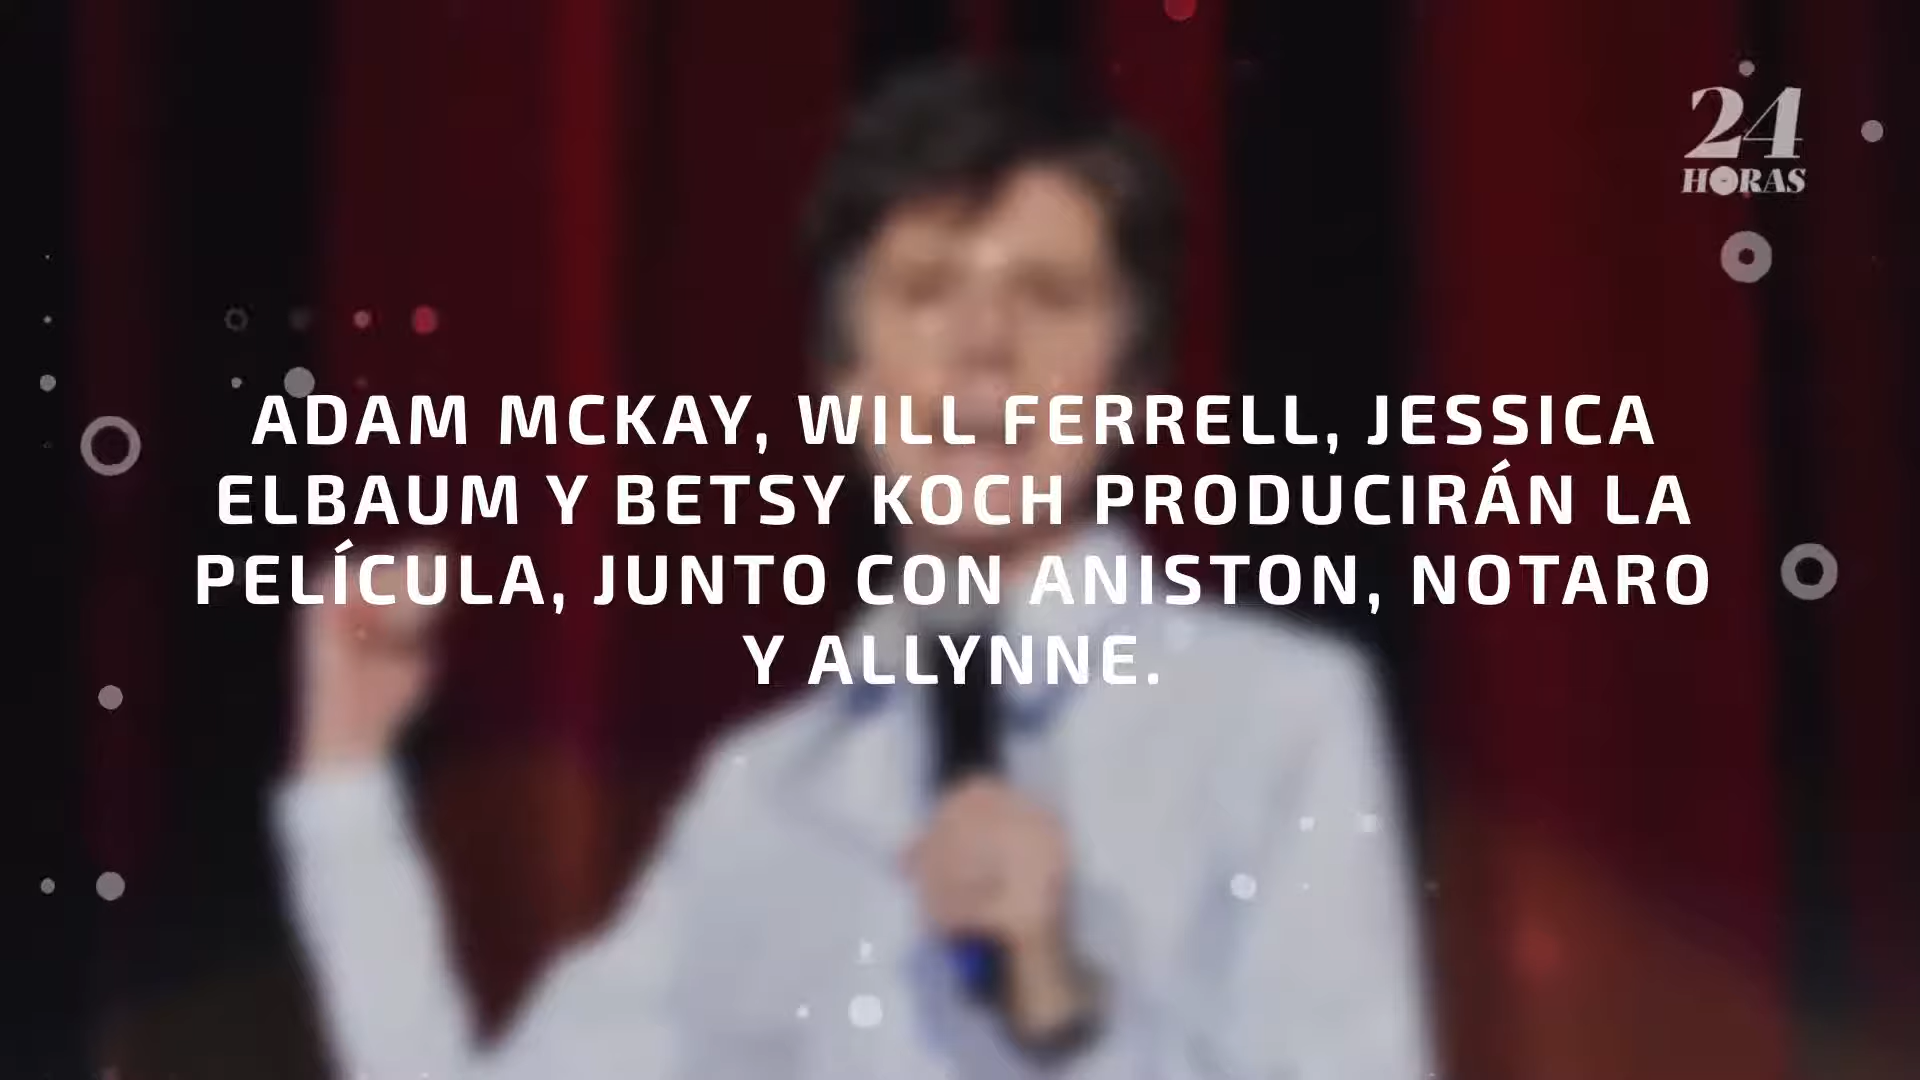 24
HORAS
ADAM MCKAY, WILL FERRELL, JESSICA
ELBAUM Y BETSY KOCH PRODUCIRÁN LA
PELÍCULA, JUNTO CON ANISTON, NOTARO
Y ALLYNNE.